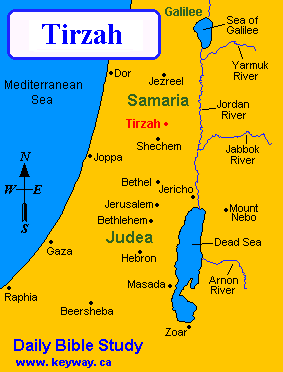 Tirzah
Galilee
Sea of
Galilee
Mediterranean
Sea
Dor
Jezreel
Yarmuk
River
Samaria
Jordan
River
Tirzah
Shechem
Jabbok
River
Joppa
N
W E
S
Bethel
Jericho
Jerusalem
Mount
Nebo
Bethlehem
Judea
Dead Sea
Gaza
Hebron
Arnon
River
Masada
Raphia
Beersheba
Zoar
Daily Bible Study
www.keyway.ca